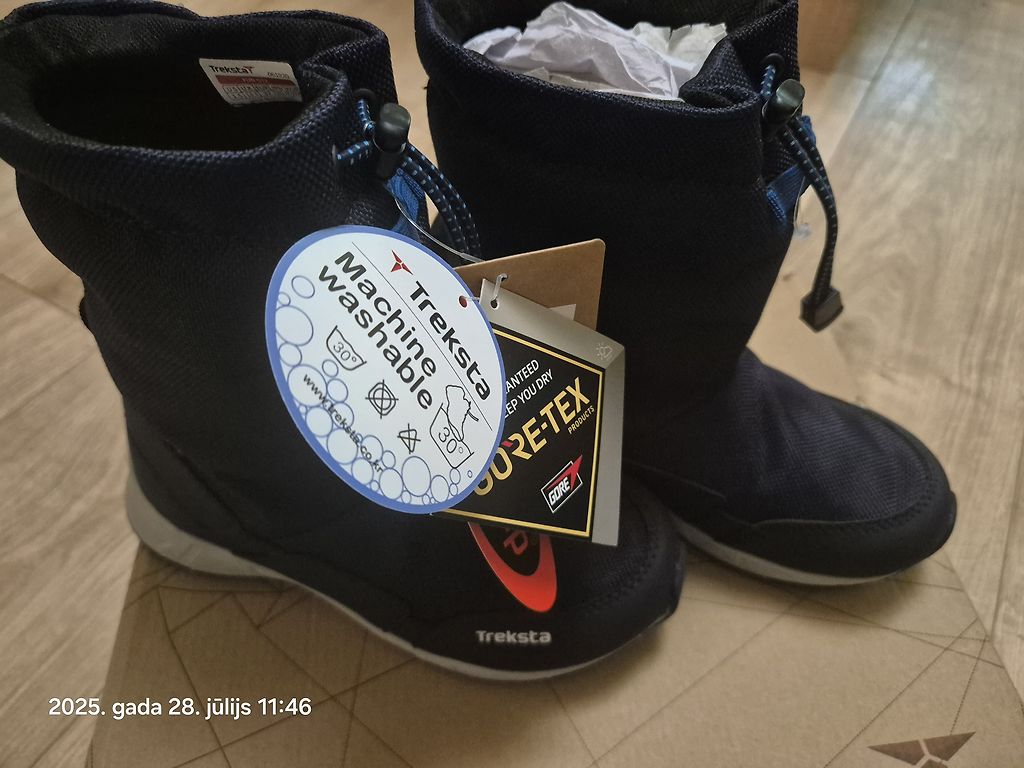 Treksta
Treksta
Machine
washable
30°
30°
www.treksta.co.kr
ANTEED
EP YOU DRY
GORE-TEX
PRODUCTS
GORE
Treksta
2025. gada 28. jūlijs 11:46